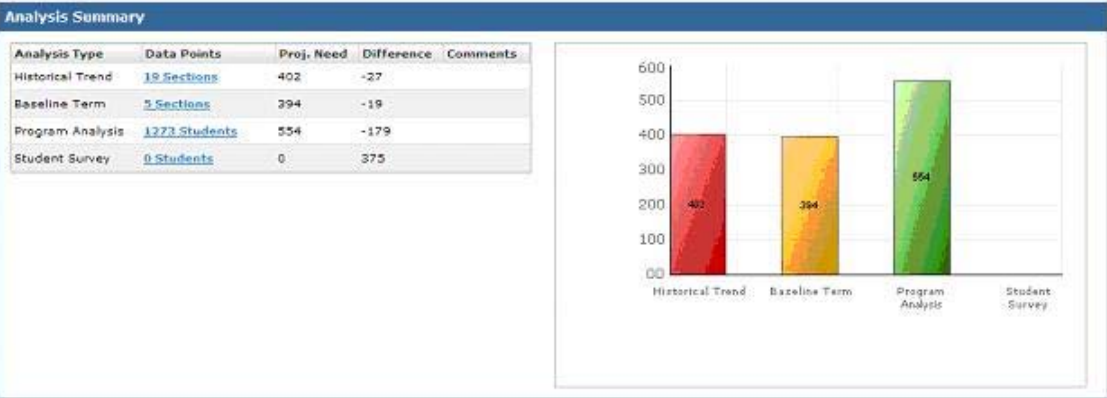 Analysis Summary
Analysis Type Data Points Proj. Need Difference Comments
Historical Trend 19 Sections 402 -27
Baseline Term 5 Sections 394 -19
Program Analysis 1273 Students 554 -179
Student Survey 0 Students 0 375
600
500
400
300
200
100
00
402 394 554
Historical Trend Baseline Term Program Student
Analysis Survey